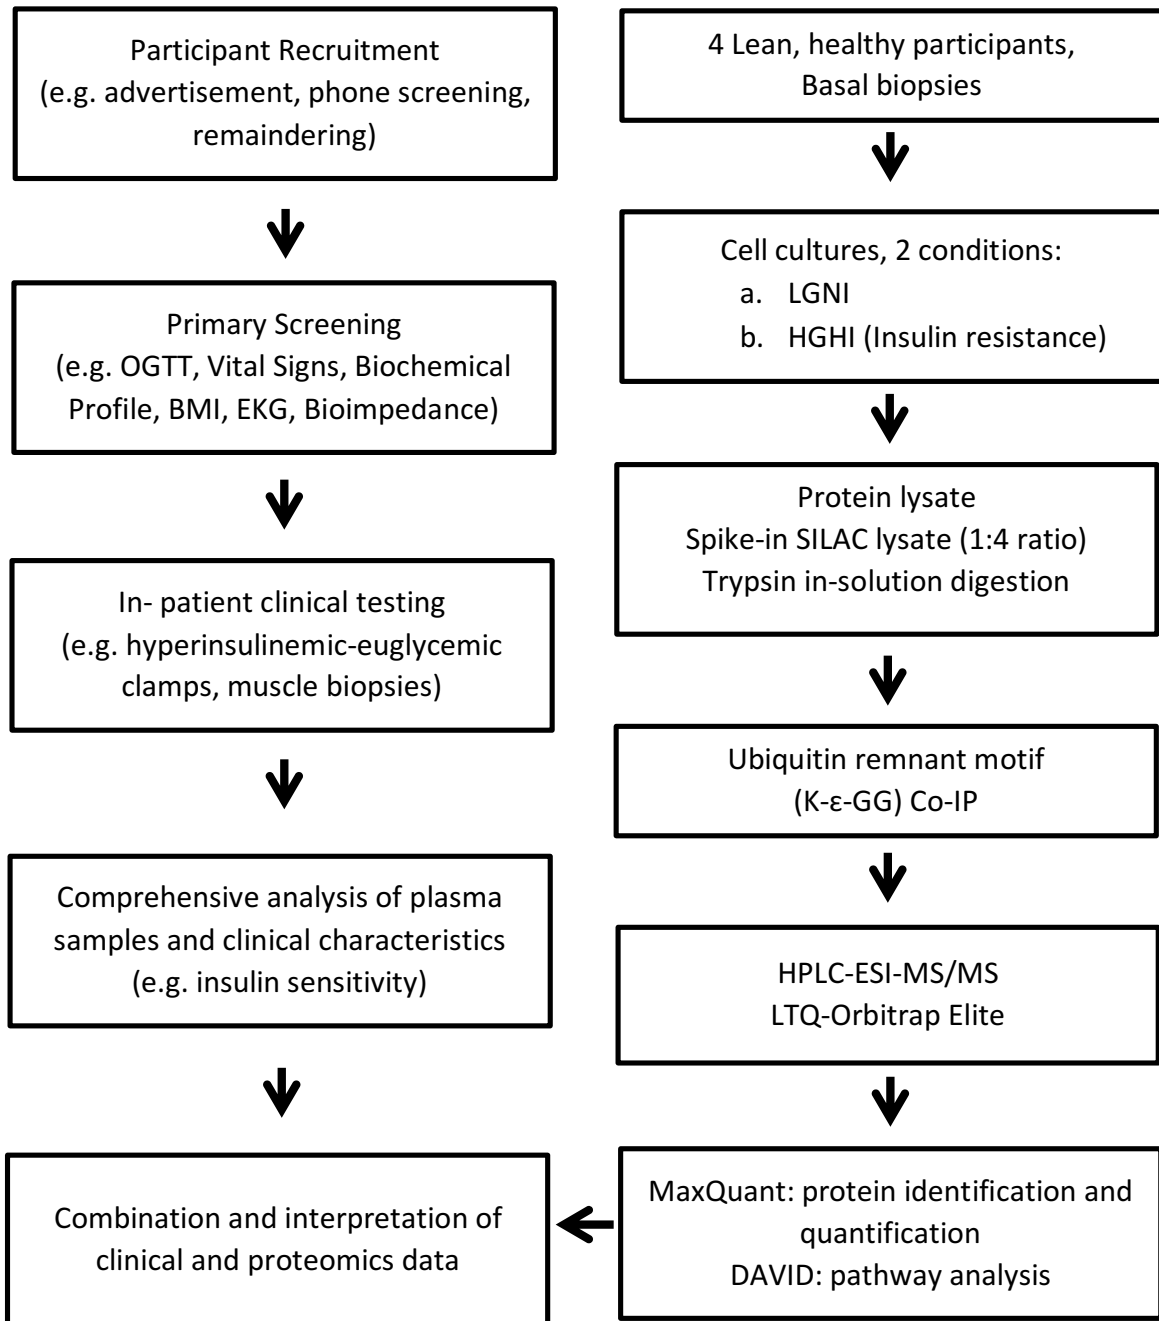 Participant Recruitment
(e.g. advertisement, phone screening,
remaindering)
Primary Screening
(e.g. OGTT, Vital Signs, Biochemical
Profile, BMI, EKG, Bioimpedance)
In- patient clinical testing
(e.g. hyperinsulinemic-euglycemic
clamps, muscle biopsies)
Comprehensive analysis of plasma
samples and clinical characteristics
(e.g. insulin sensitivity)
Combination and interpretation of
clinical and proteomics data
4 Lean, healthy participants,
Basal biopsies
Cell cultures, 2 conditions:
a. LGNI
b. HGHI (Insulin resistance)
Protein lysate
Spike-in SILAC lysate (1:4 ratio)
Trypsin in-solution digestion
Ubiquitin remnant motif
(K-ε-GG) Co-IP
HPLC-ESI-MS/MS
LTQ-Orbitrap Elite
MaxQuant: protein identification and
quantification
DAVID: pathway analysis